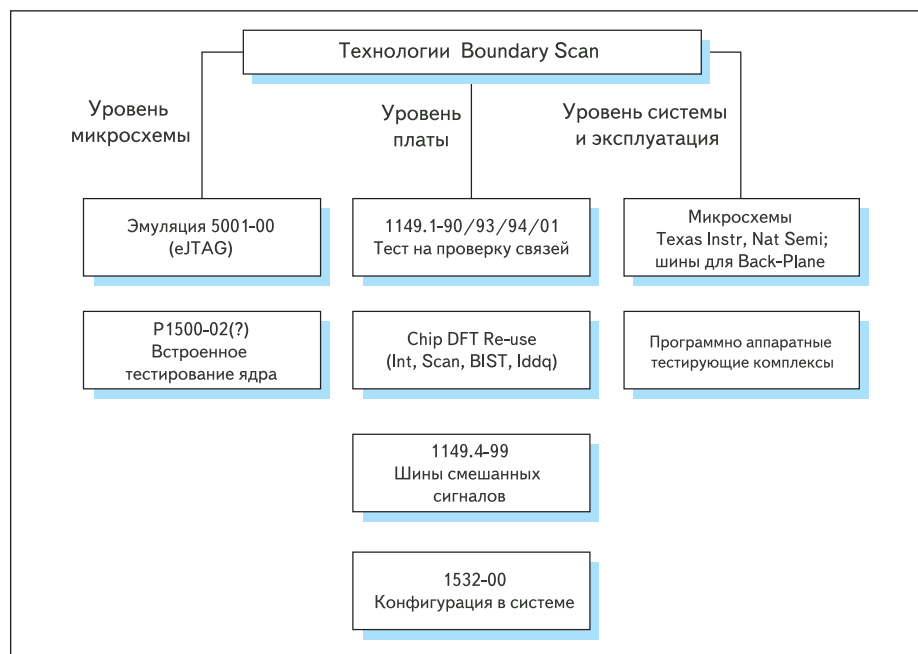 Технологии Boundary Scan
Уровень
микросхемы
Уровень
платы
Уровень системы
и эксплуатация
Эмуляция 5001-00
(eJTAG)
1149.1-90/93/94/01
Тест на проверку связей
Микросхемы
Texas Instr, Nat Semi;
шины для Back-Plane
P1500-02(?)
Встроенное
тестирование ядра
Chip DFT Re-use
(Int, Scan, BIST, Iddq)
Программно аппаратные
тестирующие комплексы
1149.4-99
Шины смешанных
сигналов
1532-00
Конфигурация в системе